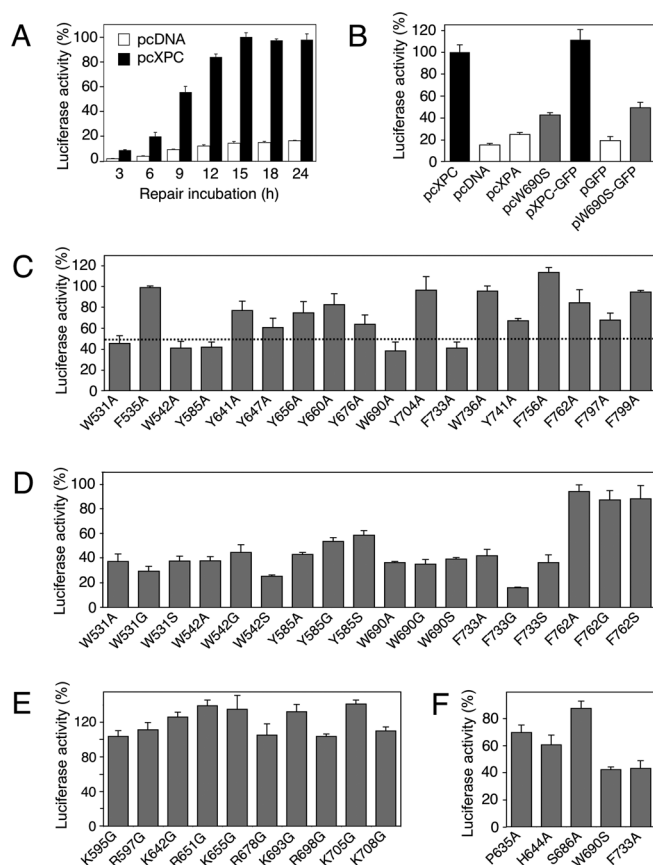 A
Luciferase activity (%)
100
80
60
40
20
0
pcDNA
pcXPC
3 6 9 12 15 18 24
Repair incubation (h)
B
Luciferase activity (%)
120
100
80
60
40
20
0
pcXPC
pcDNA
pcXPA
pcW690S
pXPC-GFP
pGFP
pW690S-GFP
C
Luciferase activity (%)
120
100
80
60
40
20
0
W531A
F535A
W542A
Y585A
Y641A
Y647A
Y656A
Y660A
Y676A
W690A
Y704A
F733A
W736A
Y741A
F756A
F762A
F797A
F799A
D
Luciferase activity (%)
100
80
60
40
20
0
W531A
W531G
W531S
W542A
W542G
W542S
Y585A
Y585G
Y585S
W690A
W690G
W690S
F733A
F733G
F733S
F762A
F762G
F762S
E
Luciferase activity (%)
120
80
40
0
K595G
R597G
K642G
R651G
K655G
R678G
K693G
R698G
K705G
K708G
F
Luciferase activity (%)
80
60
40
20
0
P635A
H644A
S686A
W690S
F733A